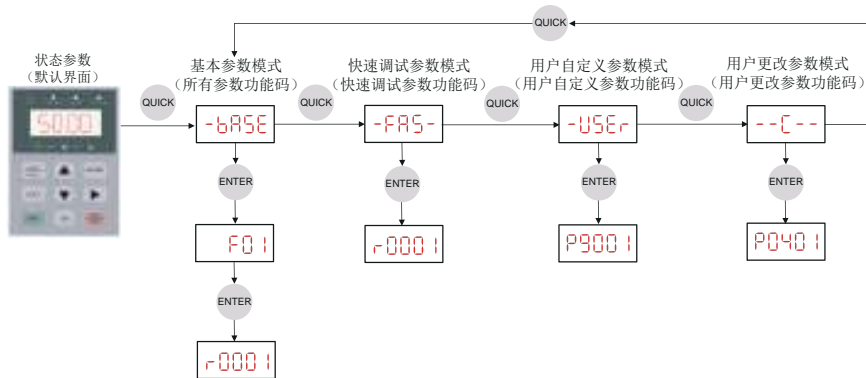 QUICK
状态参数
(默认界面)
基本参数模式
(所有参数功能码)
快速调试参数模式
(快速调试参数功能码)
用户自定义参数模式
(用户自定义参数功能码)
用户更改参数模式
(用户更改参数功能码)
50.00
QUICK
-bASE
QUICK
-FAS-
QUICK
-USEr
QUICK
--C--
ENTER
ENTER
ENTER
ENTER
F01
r0001
P9001
P0401
ENTER
r0001